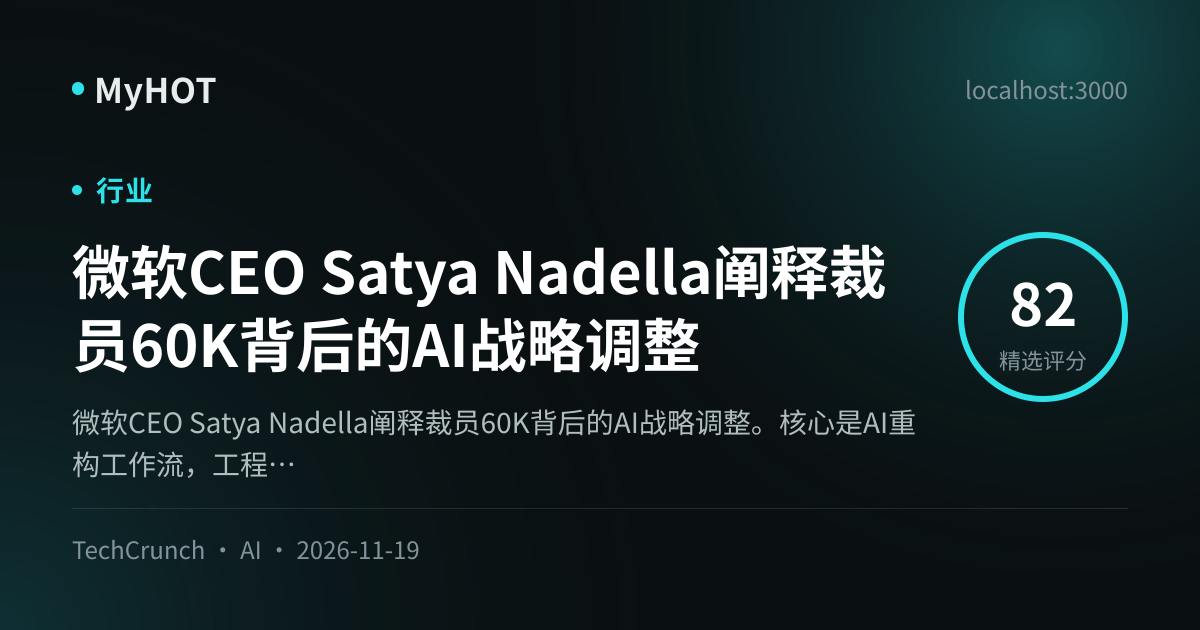 MyHOT
localhost:3000
行业
微软CEO Satya Nadella阐释裁
员60K背后的AI战略调整
82
精选评分
微软CEO Satya Nadella阐释裁员60K背后的AI战略调整。核心是AI重
构工作流，工程…
TechCrunch · AI · 2026-11-19